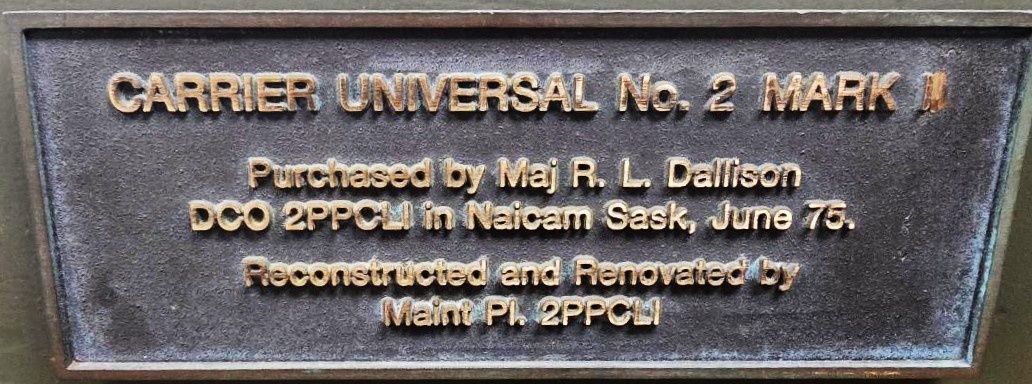 CARRIER UNIVERSAL No. 2 MARK
Purchased by Maj R. L. Dallison
DCO 2PPCLI in Naicam Sask, June 75.
Reconstructed and Renovated by
Maint Pl. 2PPCLI